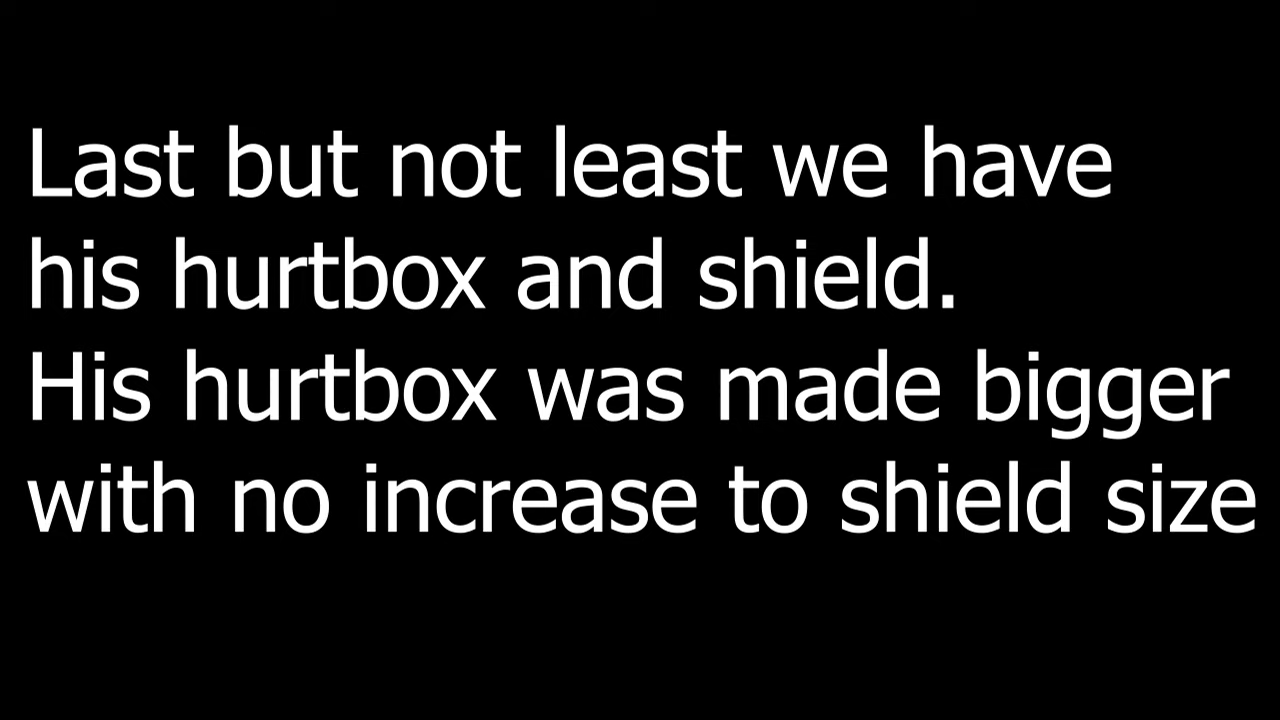 Last but not least we have
his hurtbox and shield.
His hurtbox was made bigger
with no increase to shield size